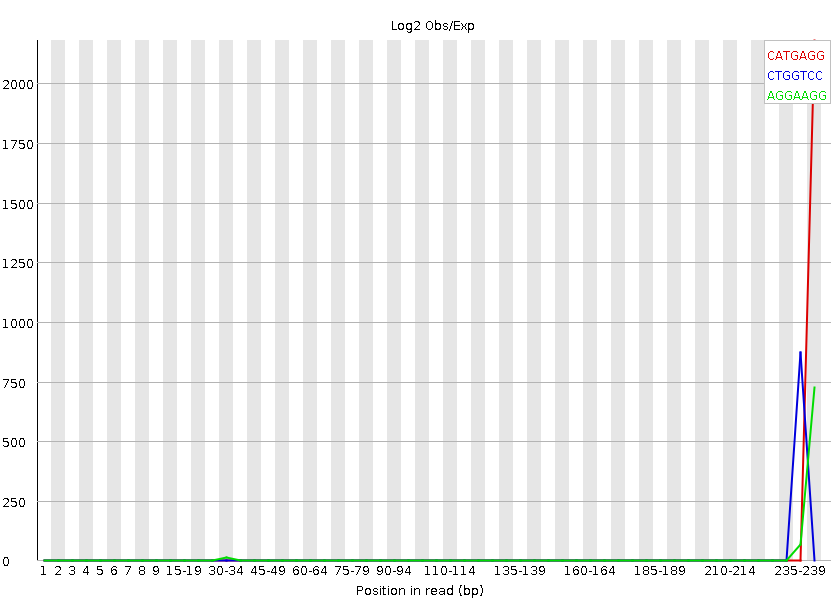 Log2 Obs/Exp
CATGAGG
CTGGTCC
AGGAAGG
2000
1750
1500
1250
1000
750
500
250
0
1 2 3 4 5 6 7 8 9 15-19 30-34 45-49 60-64 75-79 90-94 110-114 135-139 160-164 185-189 210-214 235-239
Position in read (bp)